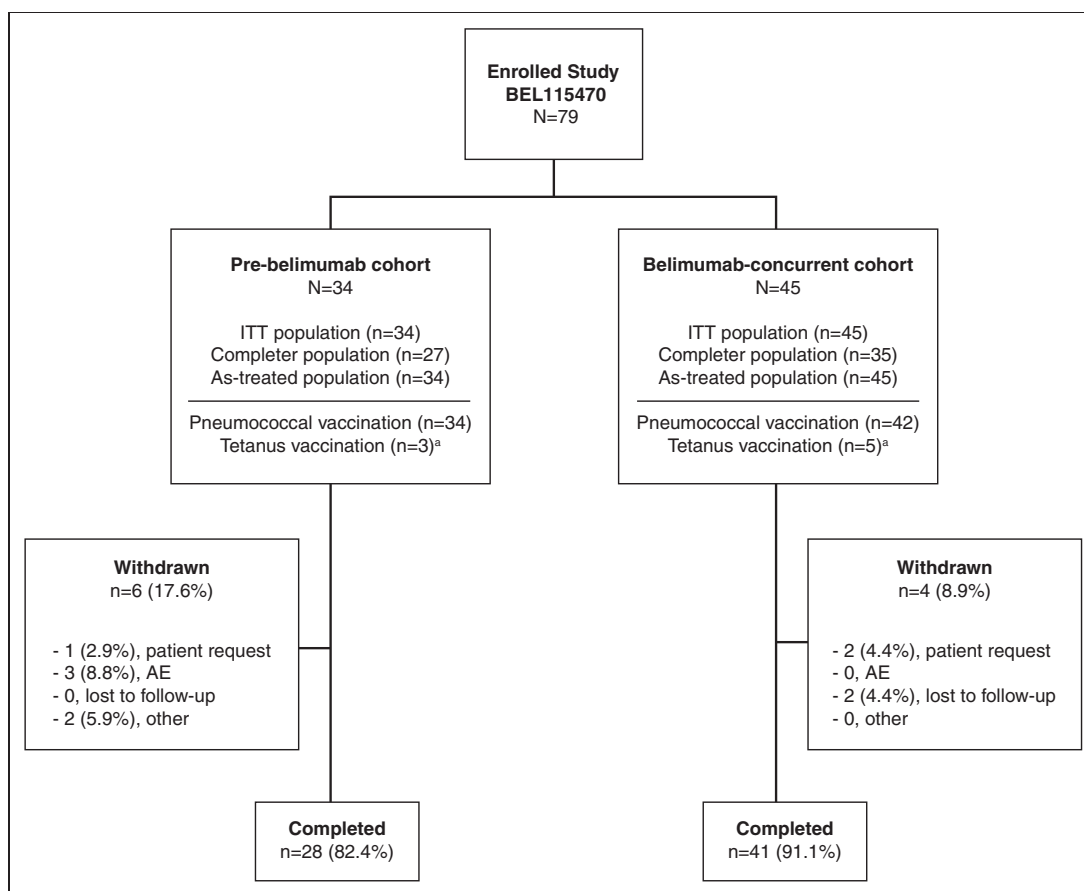 Enrolled Study
BEL115470
N=79
Pre-belimumab cohort
N=34
ITT population (n=34)
Completer population (n=27)
As-treated population (n=34)
Pneumococcal vaccination (n=34)
Tetanus vaccination (n=3)ᵃ
Belimumab-concurrent cohort
N=45
ITT population (n=45)
Completer population (n=35)
As-treated population (n=45)
Pneumococcal vaccination (n=42)
Tetanus vaccination (n=5)ᵃ
Withdrawn
n=6 (17.6%)
- 1 (2.9%), patient request
- 3 (8.8%), AE
- 0, lost to follow-up
- 2 (5.9%), other
Withdrawn
n=4 (8.9%)
- 2 (4.4%), patient request
- 0, AE
- 2 (4.4%), lost to follow-up
- 0, other
Completed
n=28 (82.4%)
Completed
n=41 (91.1%)